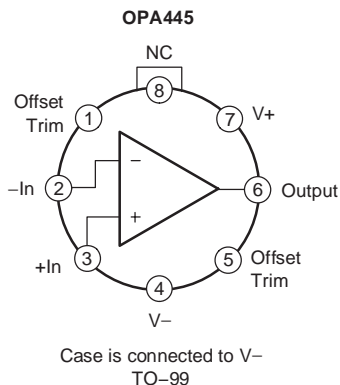 OPA445
NC
8
Offset
Trim
1
7
V+
−In
2
−
+
6
Output
+In
3
5
Offset
Trim
4
V−
Case is connected to V−
TO−99